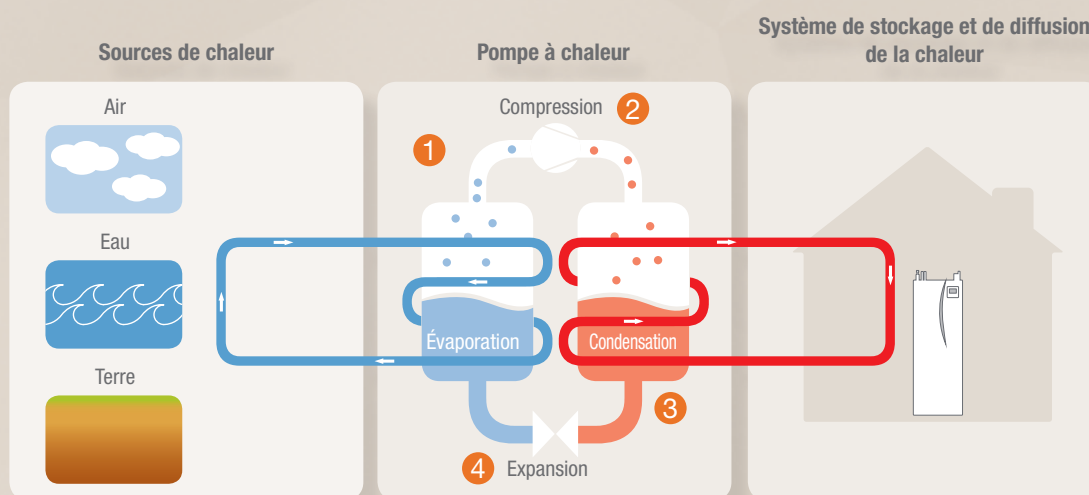 Sources de chaleur
Pompe à chaleur
Système de stockage et de diffusion
de la chaleur
Air
Eau
Terre
Compression
1
2
Évaporation
Condensation
3
4
Expansion